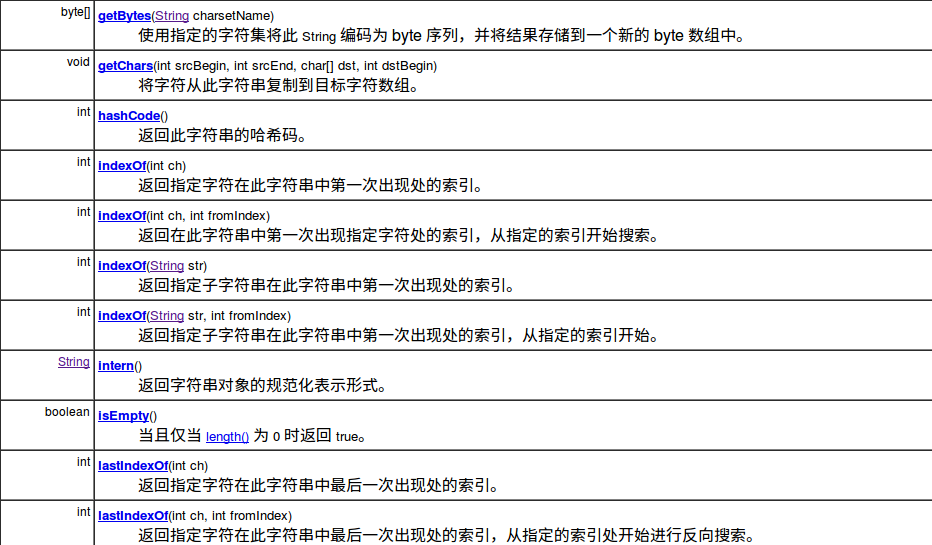 byte[] getBytes(String charsetName)
使用指定的字符集将此 String 编码为 byte 序列，并将结果存储到一个新的 byte 数组中。
void getChars(int srcBegin, int srcEnd, char[] dst, int dstBegin)
将字符从此字符串复制到目标字符数组。
int hashCode()
返回此字符串的哈希码。
int indexOf(int ch)
返回指定字符在此字符串中第一次出现处的索引。
int indexOf(int ch, int fromIndex)
返回在此字符串中第一次出现指定字符处的索引，从指定的索引开始搜索。
int indexOf(String str)
返回指定子字符串在此字符串中第一次出现处的索引。
int indexOf(String str, int fromIndex)
返回指定子字符串在此字符串中第一次出现处的索引，从指定的索引开始。
String intern()
返回字符串对象的规范化表示形式。
boolean isEmpty()
当且仅当 length() 为 0 时返回 true。
int lastIndexOf(int ch)
返回指定字符在此字符串中最后一次出现处的索引。
int lastIndexOf(int ch, int fromIndex)
返回指定字符在此字符串中最后一次出现处的索引，从指定的索引处开始进行反向搜索。